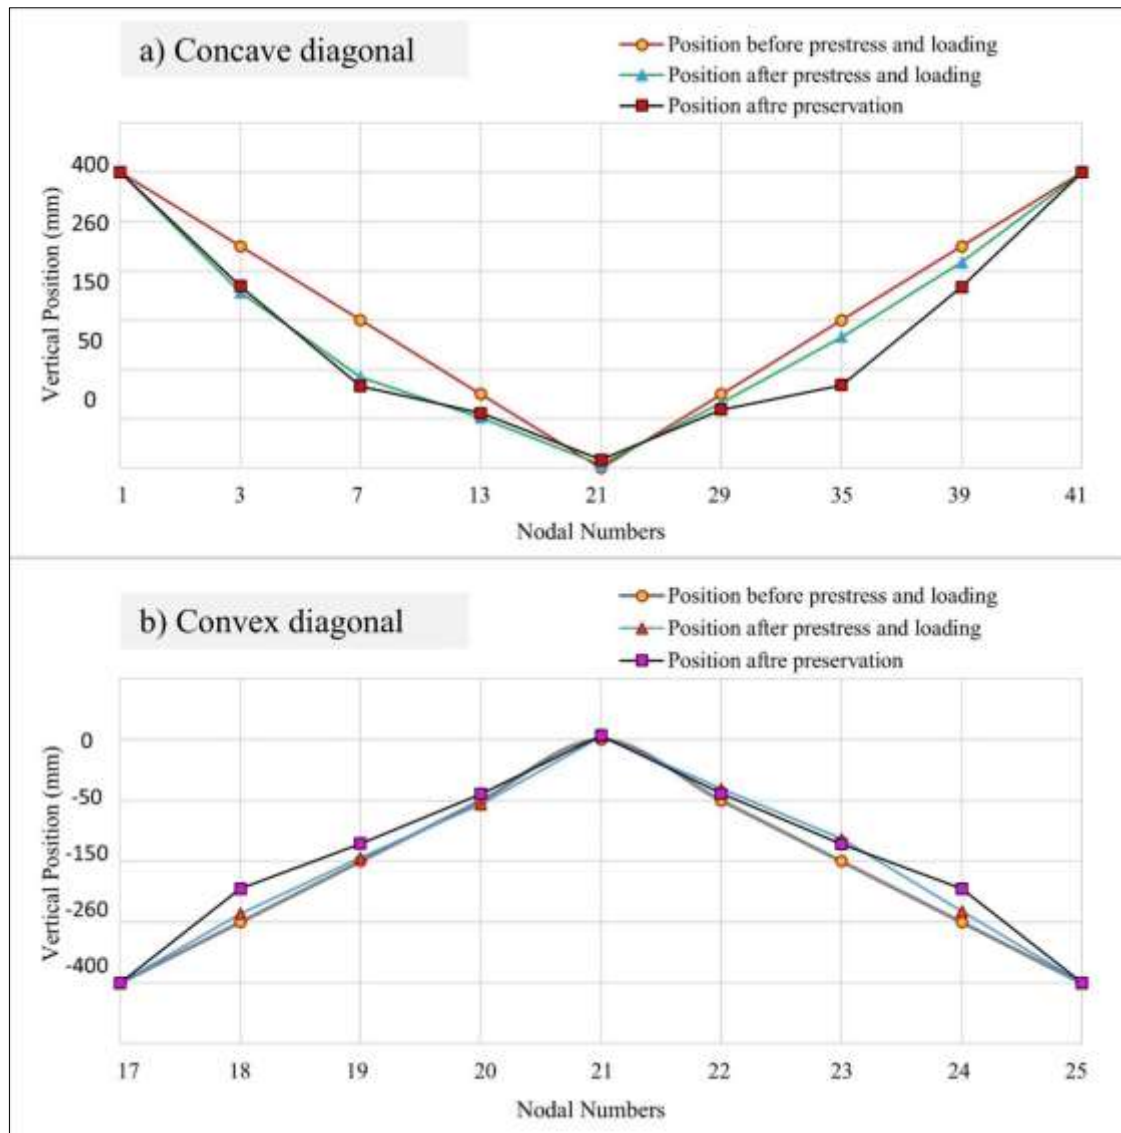 a) Concave diagonal
Position before prestress and loading
Position after prestress and loading
Position aftre preservation
Vertical Position (mm)
400
260
150
50
0
1 3 7 13 21 29 35 39 41
Nodal Numbers
b) Convex diagonal
Position before prestress and loading
Position after prestress and loading
Position aftre preservation
Vertical Position (mm)
0
-50
-150
-260
-400
17 18 19 20 21 22 23 24 25
Nodal Numbers